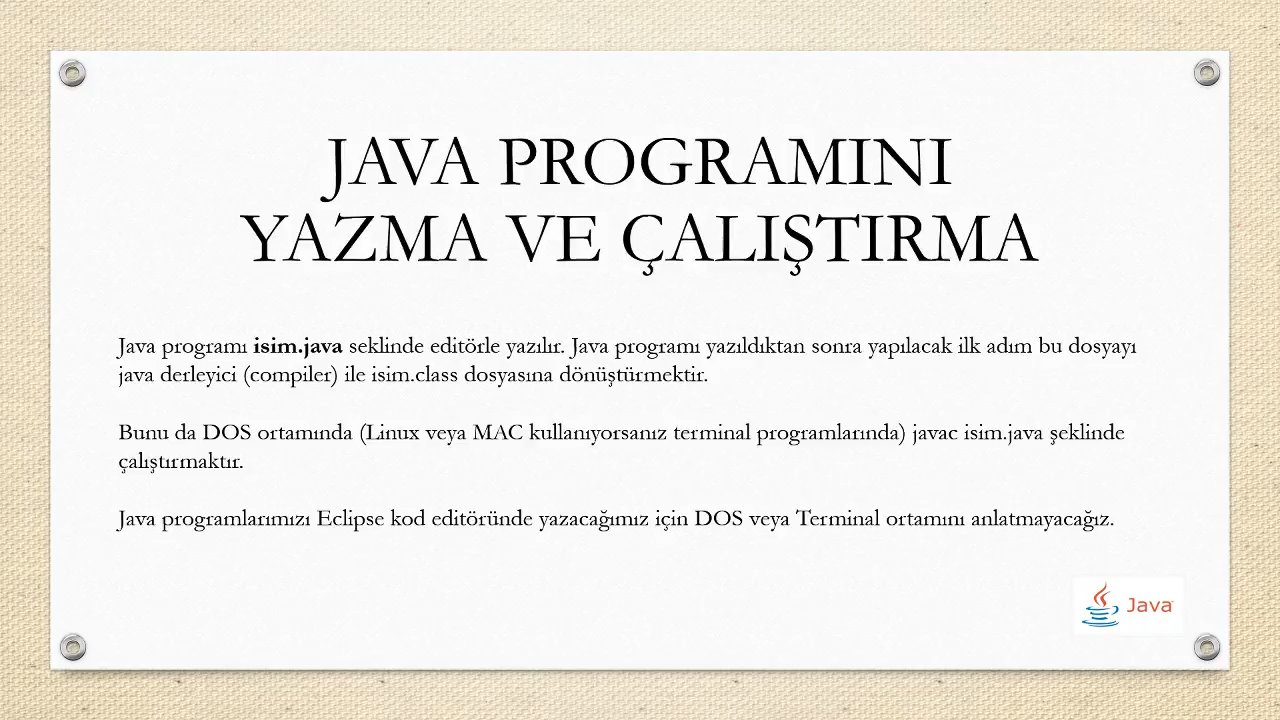 JAVA PROGRAMINI
YAZMA VE ÇALIŞTIRMA
Java programı isim.java seklinde editörle yazılır. Java programı yazıldıktan sonra yapılacak ilk adım bu dosyayı
java derleyici (compiler) ile isim.class dosyasına dönüştürmektir.
Bunu da DOS ortamında (Linux veya MAC kullanıyorsanız terminal programlarında) javac isim.java şeklinde
çalıştırmaktır.
Java programlarımızı Eclipse kod editöründe yazacağımız için DOS veya Terminal ortamını anlatmayacağız.
Java